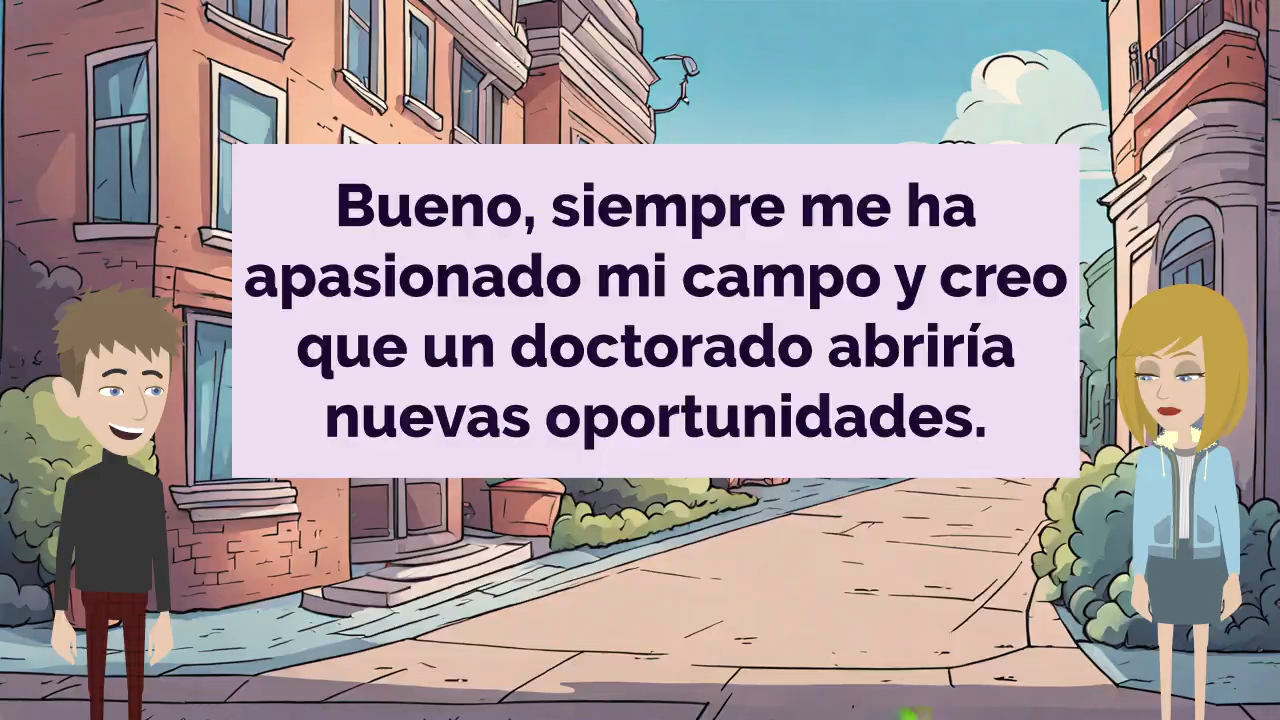 Bueno, siempre me ha
apasionado mi campo y creo
que un doctorado abriría
nuevas oportunidades.